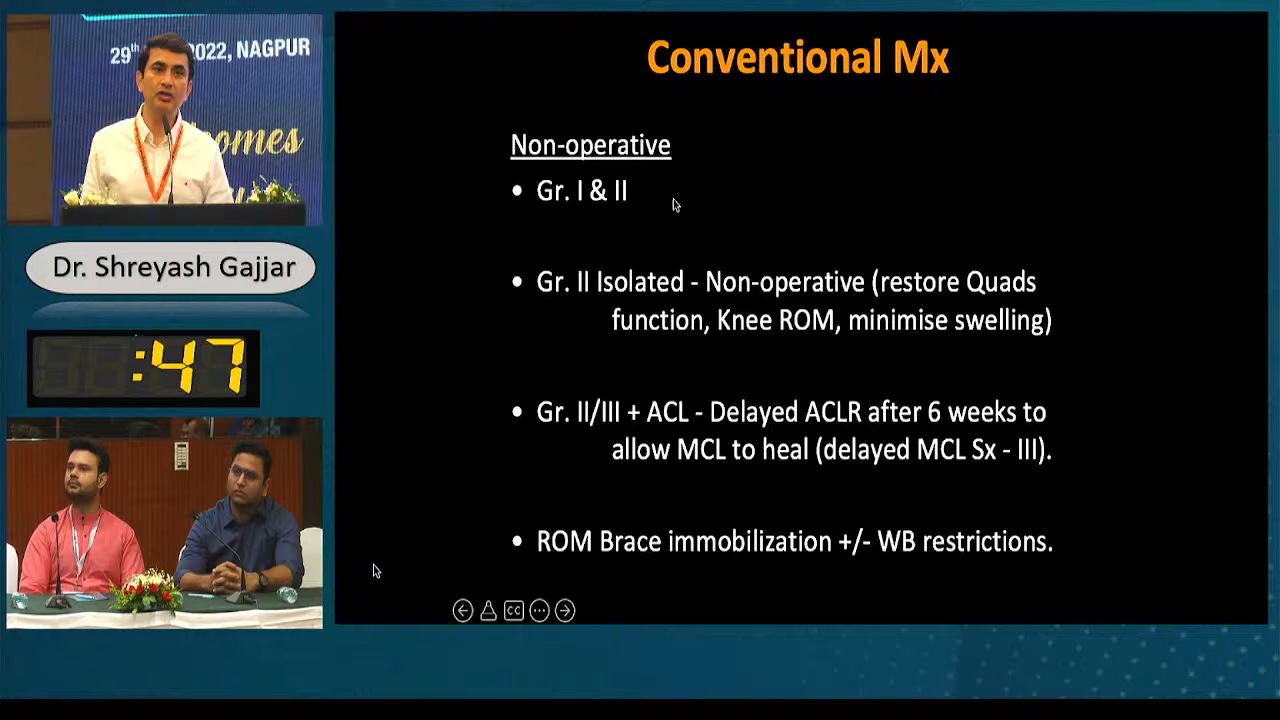 29th 2022, NAGPUR
Dr. Shreyash Gajjar
:47
Conventional Mx
Non-operative
• Gr. I & II
• Gr. II Isolated - Non-operative (restore Quads
function, Knee ROM, minimise swelling)
• Gr. II/III + ACL - Delayed ACLR after 6 weeks to
allow MCL to heal (delayed MCL Sx - III).
• ROM Brace immobilization +/- WB restrictions.
CC